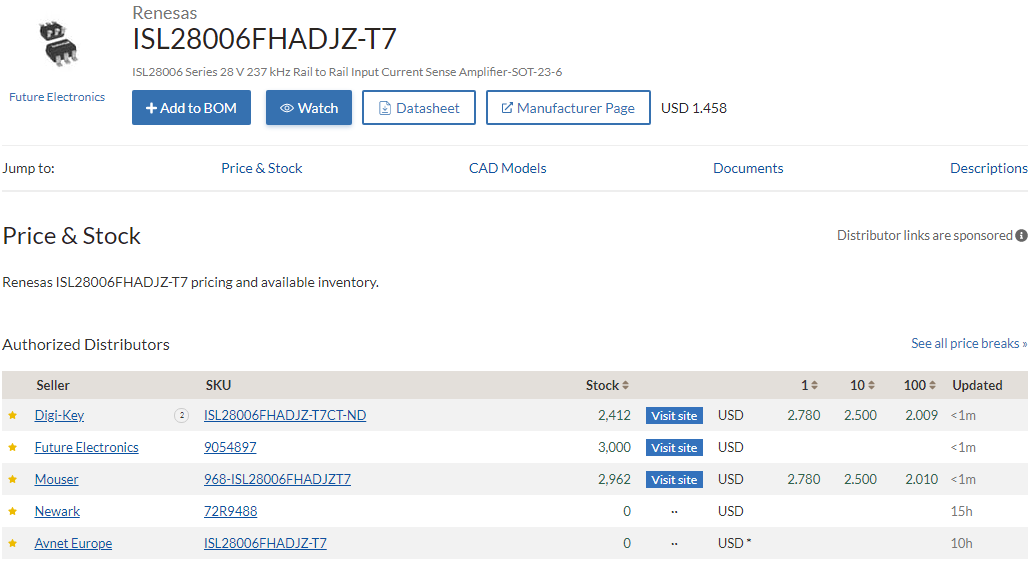 Renesas
ISL28006FHADJZ-T7
ISL28006 Series 28 V 237 kHz Rail to Rail Input Current Sense Amplifier-SOT-23-6
Future Electronics
+ Add to BOM Watch Datasheet Manufacturer Page USD 1.458
Jump to: Price & Stock CAD Models Documents Descriptions
Price & Stock
Distributor links are sponsored
Renesas ISL28006FHADJZ-T7 pricing and available inventory.
Authorized Distributors
See all price breaks »
Seller SKU Stock 1 10 100 Updated
Digi-Key 2 ISL28006FHADJZ-T7CT-ND 2,412 Visit site USD 2.780 2.500 2.009 <1m
Future Electronics 9054897 3,000 Visit site USD <1m
Mouser 968-ISL28006FHADJZT7 2,962 Visit site USD 2.780 2.500 2.010 <1m
Newark 72R9488 0 ·· USD 15h
Avnet Europe ISL28006FHADJZ-T7 0 ·· USD * 10h